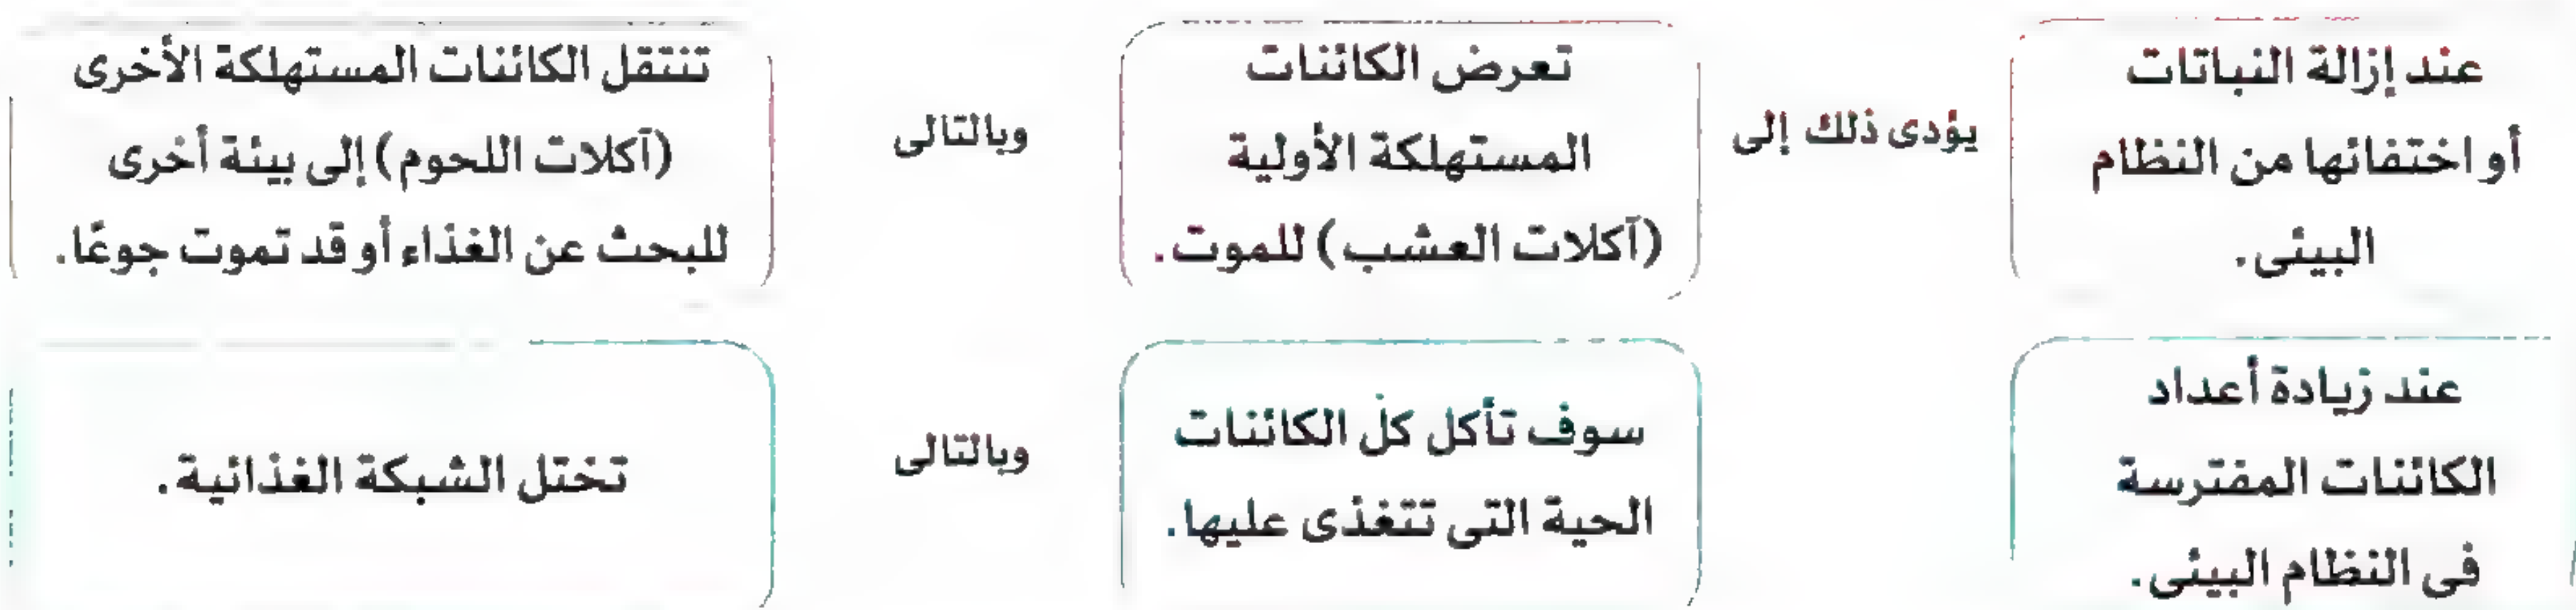 عند إزالة النباتات
أو اختفائها من النظام
البيئى.
يؤدى ذلك إلى
تعرض الكائنات
المستهلكة الأولية
(آكلات العشب) للموت.
وبالتالى
تنتقل الكائنات المستهلكة الأخرى
(آكلات اللحوم) إلى بيئة أخرى
للبحث عن الغذاء أو قد تموت جوعًا.
عند زيادة أعداد
الكائنات المفترسة
فى النظام البيئى.
سوف تأكل كل الكائنات
الحية التى تتغذى عليها.
وبالتالى
تختل الشبكة الغذائية.